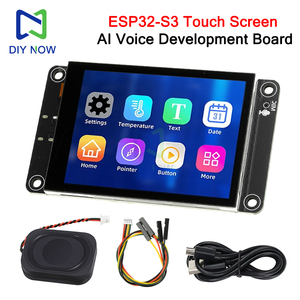 DIY NOW
ESP32-S3 Touch Screen
AI Voice Development Board
Settings
Temperature
Text
Date
31
Home
Pointer
Button
More
MIC